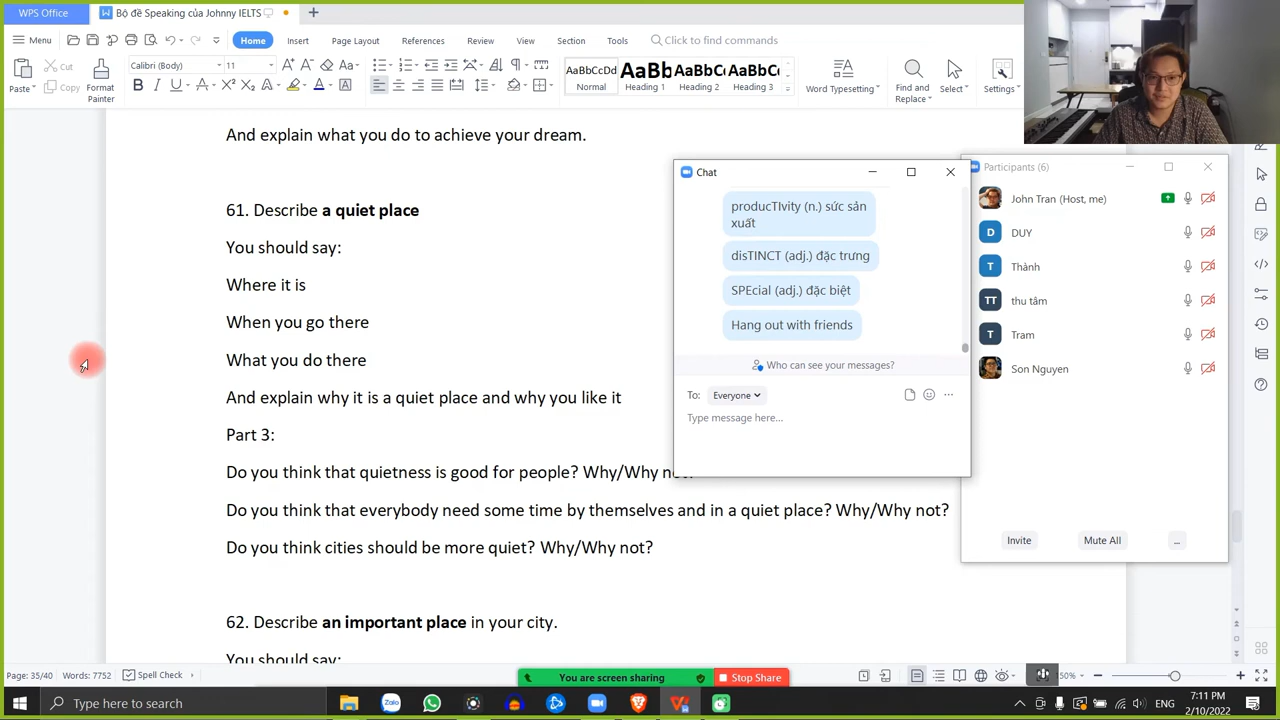 WPS Office
Bộ đề Speaking của Johnny IELTS
Menu
Home
Insert
Page Layout
References
Review
View
Section
Tools
Click to find commands
Paste
Cut
Copy
Format Painter
Calibri (Body)
11
AaBbCcDd
Normal
AaBb
Heading 1
AaBbC
Heading 2
AaBbC
Heading 3
Word Typesetting
Find and Replace
Select
Settings
And explain what you do to achieve your dream.
61. Describe a quiet place
You should say:
Where it is
When you go there
What you do there
And explain why it is a quiet place and why you like it
Part 3:
Do you think that quietness is good for people? Why/Why not?
Do you think that everybody need some time by themselves and in a quiet place? Why/Why not?
Do you think cities should be more quiet? Why/Why not?
62. Describe an important place in your city.
You should say:
Chat
producTIvity (n.) sức sản
xuất
disTINCT (adj.) đặc trưng
SPEcial (adj.) đặc biệt
Hang out with friends
Who can see your messages?
To: Everyone
Type message here...
Participants (6)
John Tran (Host, me)
D DUY
T Thành
TT thu tâm
T Tram
Son Nguyen
Invite
Mute All
...
Page: 35/40
Words: 7752
Spell Check
You are screen sharing
Stop Share
50%
Type here to search
Zalo
ENG
7:11 PM
2/10/2022